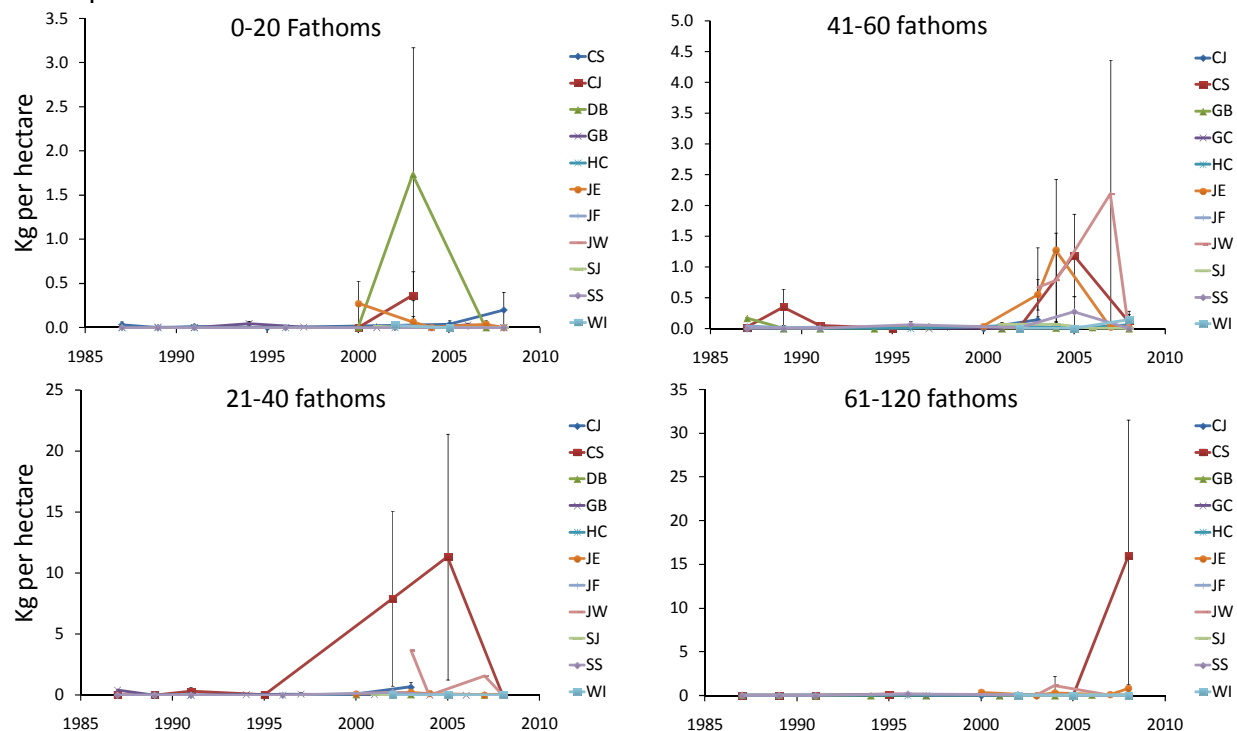 0-20 Fathoms
Kg per hectare
3.5
3.0
2.5
2.0
1.5
1.0
0.5
0.0
1985 1990 1995 2000 2005 2010
CS
CJ
DB
GB
HC
JE
JF
JW
SJ
SS
WI
41-60 fathoms
5.0
4.5
4.0
3.5
3.0
2.5
2.0
1.5
1.0
0.5
0.0
1985 1990 1995 2000 2005 2010
CJ
CS
GB
GC
HC
JE
JF
JW
SJ
SS
WI
21-40 fathoms
Kg per hectare
25
20
15
10
5
0
1985 1990 1995 2000 2005 2010
CJ
CS
DB
GB
HC
JE
JF
JW
SJ
SS
WI
61-120 fathoms
35
30
25
20
15
10
5
0
1985 1990 1995 2000 2005 2010
CJ
CS
GB
GC
HC
JE
JF
JW
SJ
SS
WI